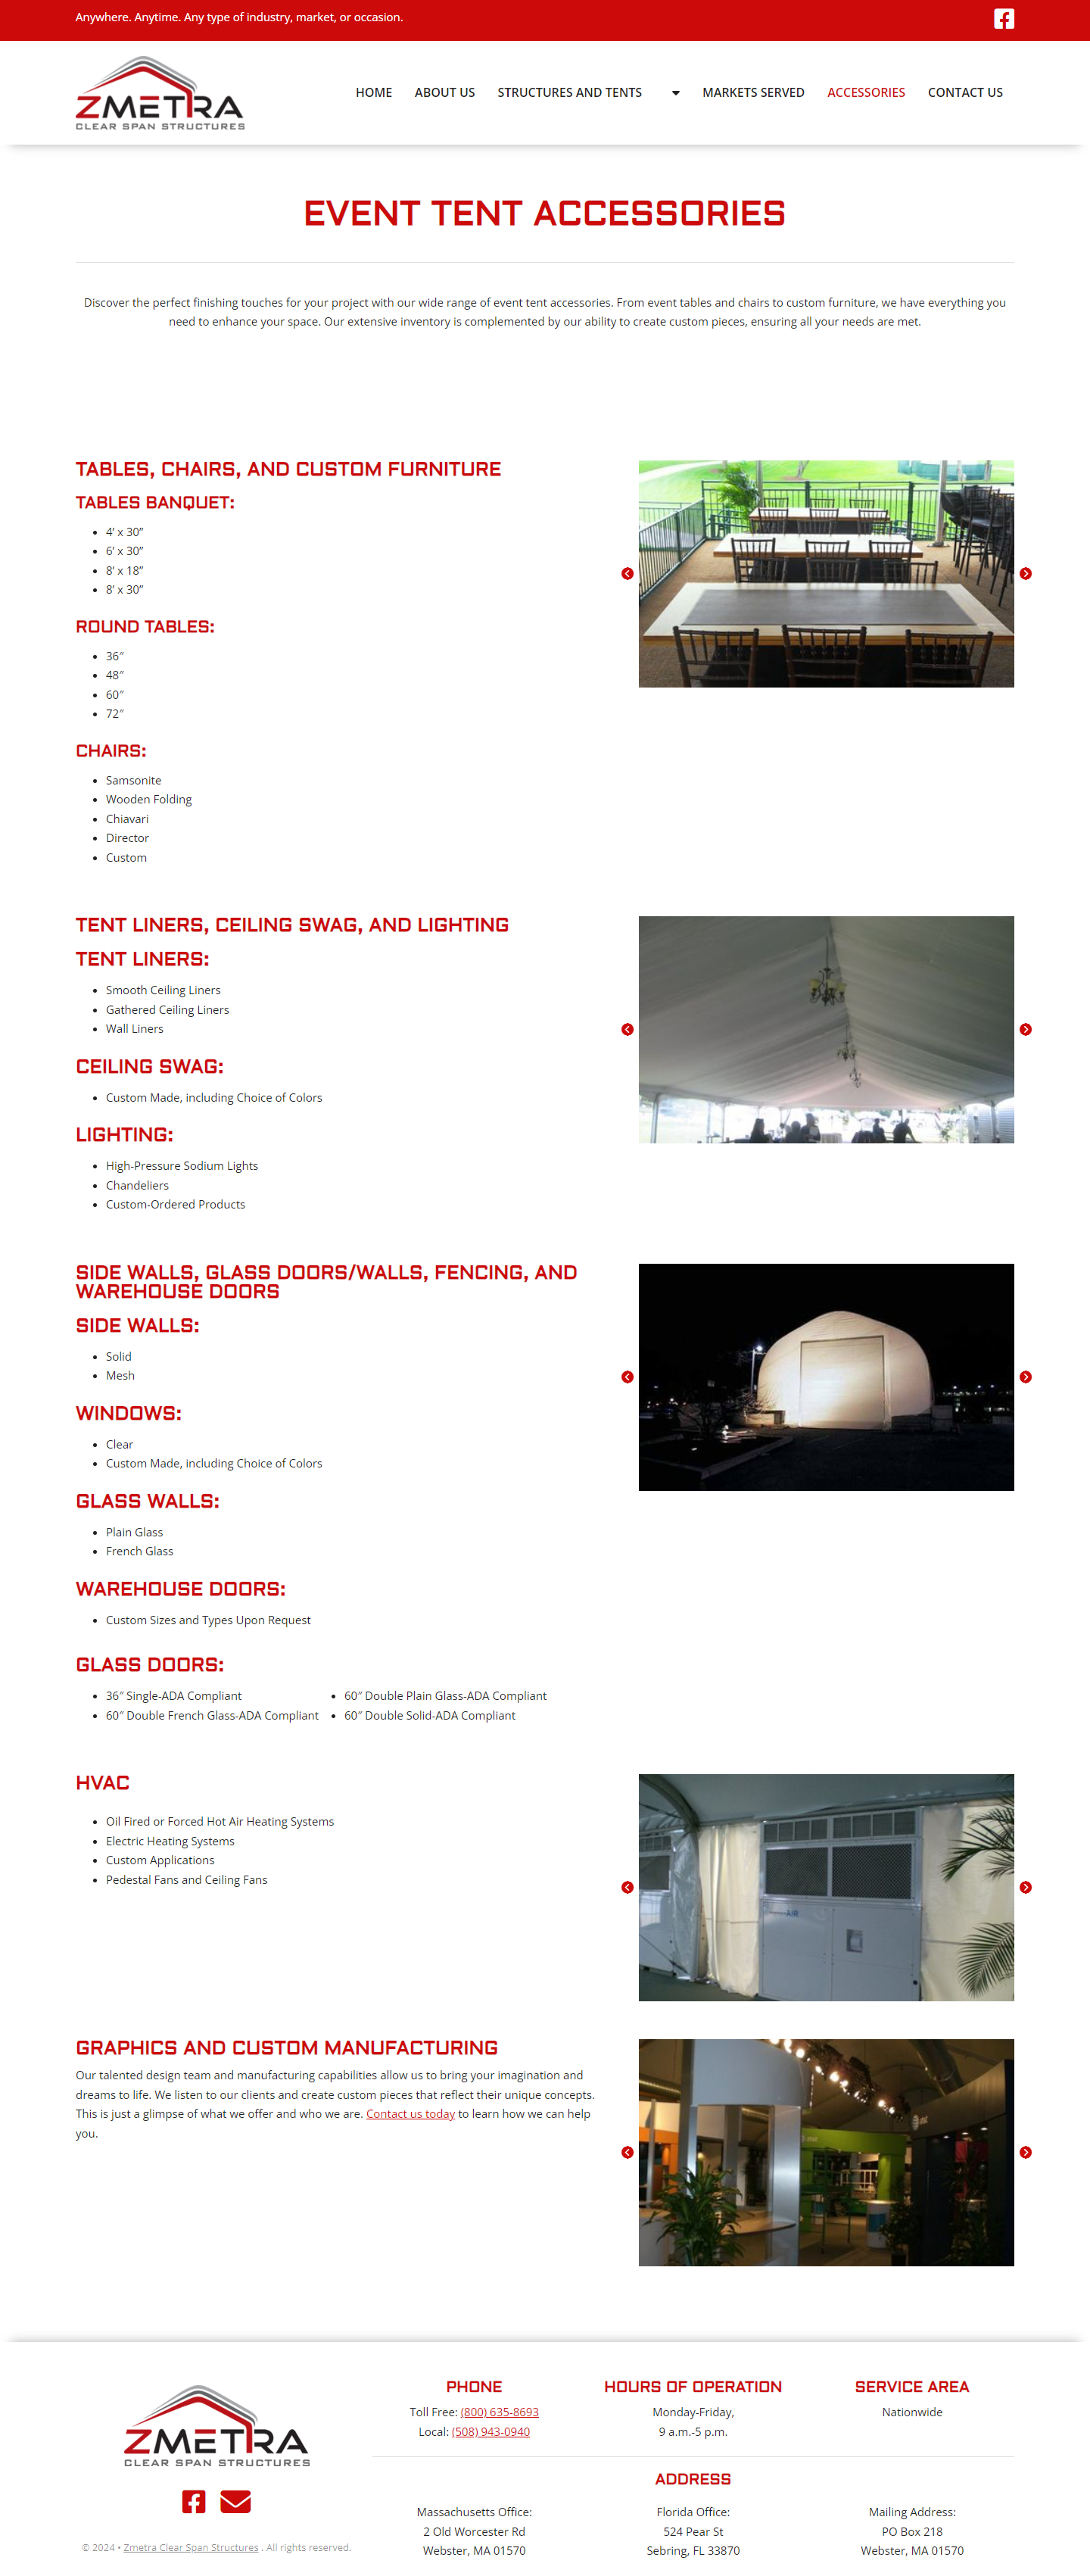 Anywhere. Anytime. Any type of industry, market, or occasion.
ZMETRA
CLEAR SPAN STRUCTURES
HOME ABOUT US STRUCTURES AND TENTS MARKETS SERVED ACCESSORIES CONTACT US
EVENT TENT ACCESSORIES
Discover the perfect finishing touches for your project with our wide range of event tent accessories. From event tables and chairs to custom furniture, we have everything you
need to enhance your space. Our extensive inventory is complemented by our ability to create custom pieces, ensuring all your needs are met.
TABLES, CHAIRS, AND CUSTOM FURNITURE
TABLES BANQUET:
• 4’ x 30”
• 6’ x 30”
• 8’ x 18”
• 8’ x 30”
ROUND TABLES:
• 36″
• 48″
• 60″
• 72″
CHAIRS:
• Samsonite
• Wooden Folding
• Chiavari
• Director
• Custom
TENT LINERS, CEILING SWAG, AND LIGHTING
TENT LINERS:
• Smooth Ceiling Liners
• Gathered Ceiling Liners
• Wall Liners
CEILING SWAG:
• Custom Made, including Choice of Colors
LIGHTING:
• High-Pressure Sodium Lights
• Chandeliers
• Custom-Ordered Products
SIDE WALLS, GLASS DOORS/WALLS, FENCING, AND
WAREHOUSE DOORS
SIDE WALLS:
• Solid
• Mesh
WINDOWS:
• Clear
• Custom Made, including Choice of Colors
GLASS WALLS:
• Plain Glass
• French Glass
WAREHOUSE DOORS:
• Custom Sizes and Types Upon Request
GLASS DOORS:
• 36″ Single-ADA Compliant
• 60″ Double French Glass-ADA Compliant
• 60″ Double Plain Glass-ADA Compliant
• 60″ Double Solid-ADA Compliant
HVAC
• Oil Fired or Forced Hot Air Heating Systems
• Electric Heating Systems
• Custom Applications
• Pedestal Fans and Ceiling Fans
GRAPHICS AND CUSTOM MANUFACTURING
Our talented design team and manufacturing capabilities allow us to bring your imagination and
dreams to life. We listen to our clients and create custom pieces that reflect their unique concepts.
This is just a glimpse of what we offer and who we are. Contact us today to learn how we can help
you.
ZMETRA
CLEAR SPAN STRUCTURES
© 2024 • Zmetra Clear Span Structures . All rights reserved.
PHONE
Toll Free: (800) 635-8693
Local: (508) 943-0940
HOURS OF OPERATION
Monday-Friday,
9 a.m.-5 p.m.
SERVICE AREA
Nationwide
ADDRESS
Massachusetts Office:
2 Old Worcester Rd
Webster, MA 01570
Florida Office:
524 Pear St
Sebring, FL 33870
Mailing Address:
PO Box 218
Webster, MA 01570